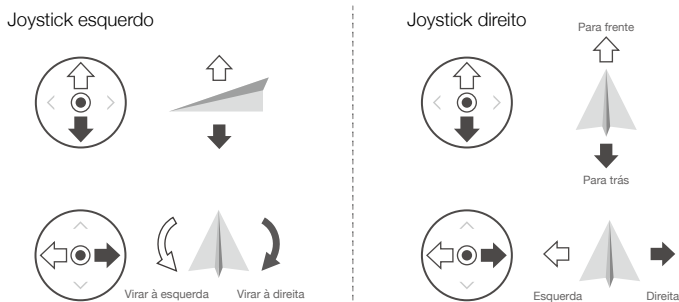 Joystick esquerdo
Virar à esquerda
Virar à direita
Joystick direito
Para frente
Para trás
Esquerda
Direita